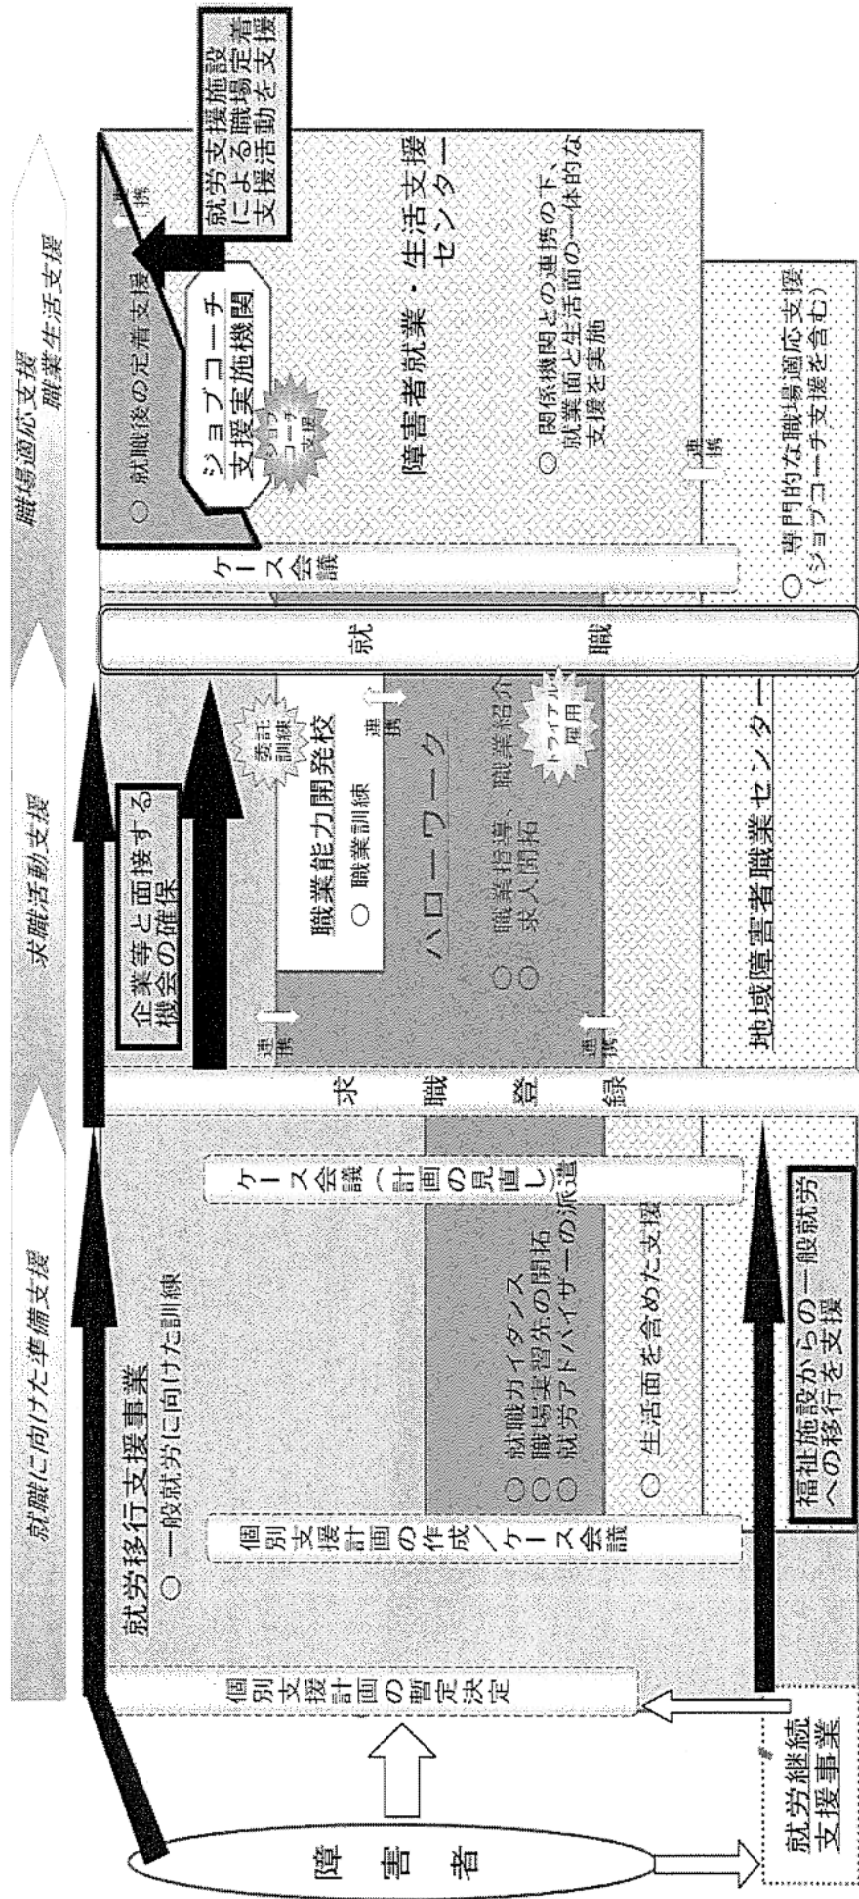 就職に向けた準備支援
求職活動支援
職場適応支援
職業生活支援
障害者
個別支援計画の暫定決定
就労継続
支援事業
就労移行支援事業
○ 一般就労に向けた訓練
個別支援計画の作成／ケース会議
○ 就職ガイダンス
○ 職場実習先の開拓
○ 就労アドバイザーの派遣
○ 生活面を含めた支援
ケース会議（計画の見直し）
福祉施設からの一般就労
への移行を支援
求職登録
企業等と面接する
機会の確保
連携
委託
訓練
職業能力開発校
○ 職業訓練
連携
ハローワーク
○ 職業指導、職業紹介
○ 求人開拓
トライアル
雇用
連携
地域障害者職業センター
就職
ケース会議
○ 就職後の定着支援
連携
就労支援施設
による職場定着
支援活動を支援
ジョブコーチ
支援実施機関
ジョブ
コーチ
支援
障害者就業・生活支援
センター
○ 関係機関との連携の下、
就業面と生活面の一体的な
支援を実施
連携
○ 専門的な職場適応支援
（ジョブコーチ支援を含む）